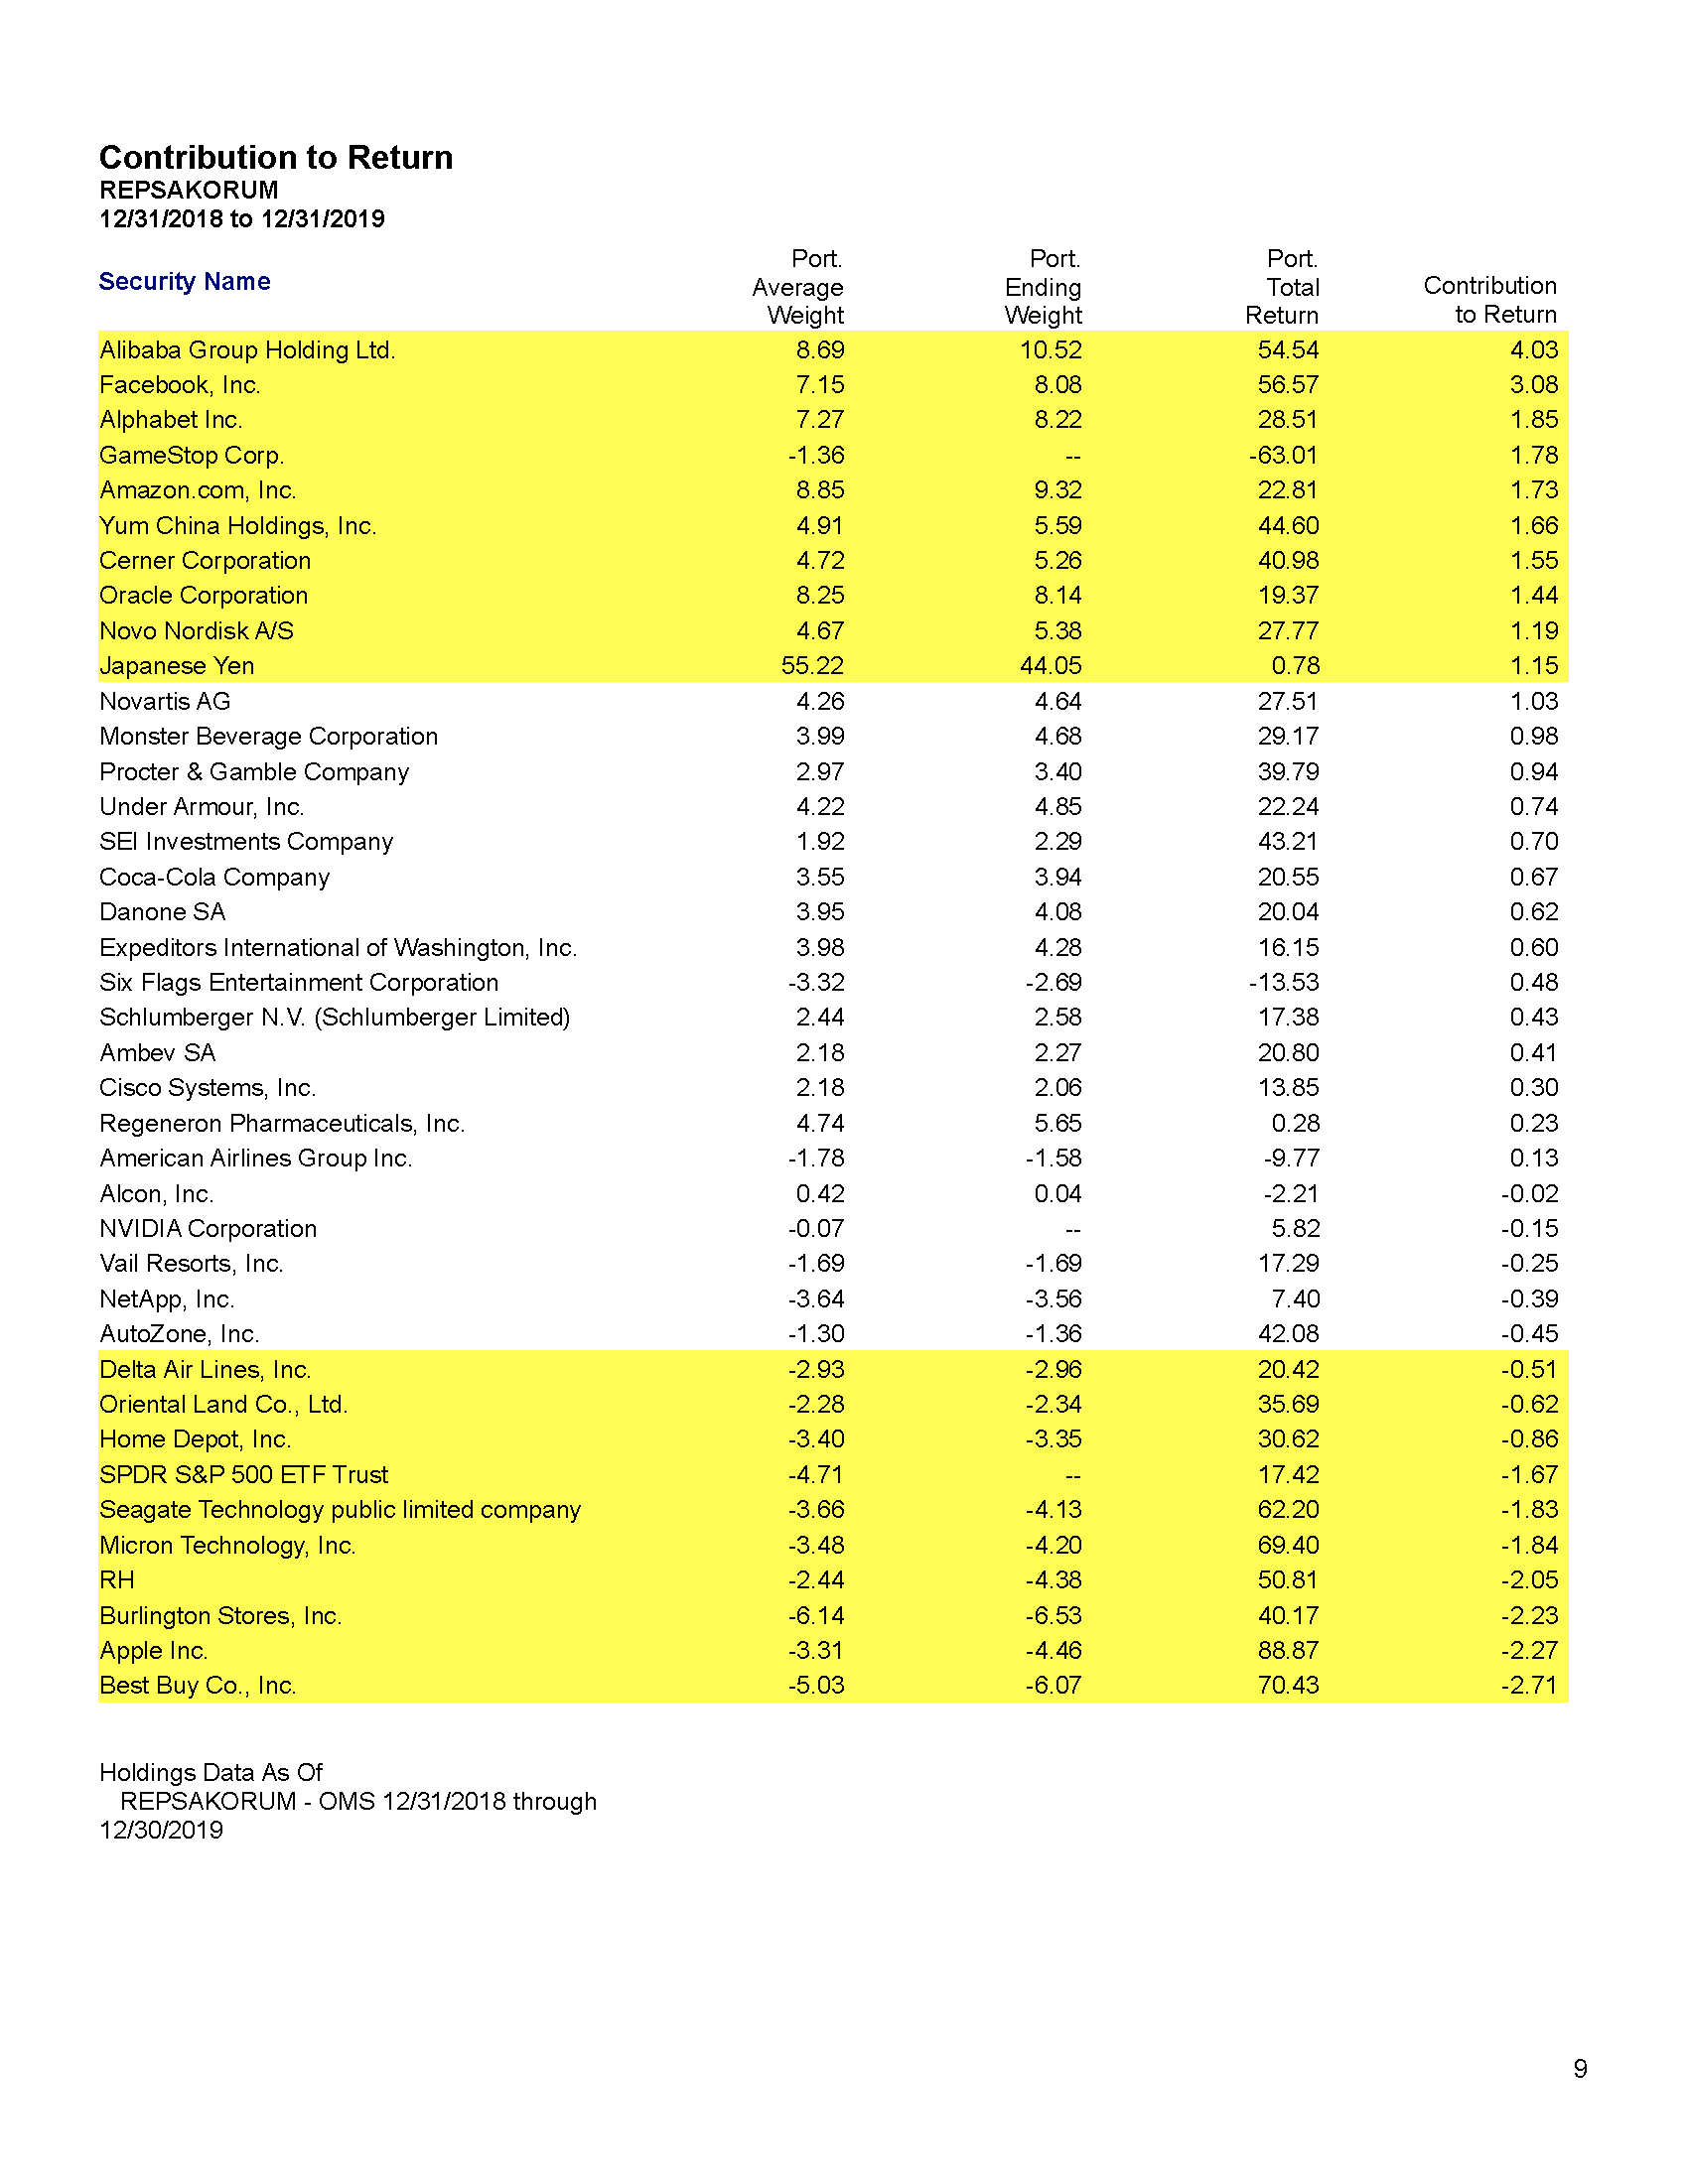 Contribution to Return
REPSAKORUM
12/31/2018 to 12/31/2019
Security Name Port. Average Weight Port. Ending Weight Port. Total Return Contribution to Return
Alibaba Group Holding Ltd. 8.69 10.52 54.54 4.03
Facebook, Inc. 7.15 8.08 56.57 3.08
Alphabet Inc. 7.27 8.22 28.51 1.85
GameStop Corp. -1.36 -- -63.01 1.78
Amazon.com, Inc. 8.85 9.32 22.81 1.73
Yum China Holdings, Inc. 4.91 5.59 44.60 1.66
Cerner Corporation 4.72 5.26 40.98 1.55
Oracle Corporation 8.25 8.14 19.37 1.44
Novo Nordisk A/S 4.67 5.38 27.77 1.19
Japanese Yen 55.22 44.05 0.78 1.15
Novartis AG 4.26 4.64 27.51 1.03
Monster Beverage Corporation 3.99 4.68 29.17 0.98
Procter & Gamble Company 2.97 3.40 39.79 0.94
Under Armour, Inc. 4.22 4.85 22.24 0.74
SEI Investments Company 1.92 2.29 43.21 0.70
Coca-Cola Company 3.55 3.94 20.55 0.67
Danone SA 3.95 4.08 20.04 0.62
Expeditors International of Washington, Inc. 3.98 4.28 16.15 0.60
Six Flags Entertainment Corporation -3.32 -2.69 -13.53 0.48
Schlumberger N.V. (Schlumberger Limited) 2.44 2.58 17.38 0.43
Ambev SA 2.18 2.27 20.80 0.41
Cisco Systems, Inc. 2.18 2.06 13.85 0.30
Regeneron Pharmaceuticals, Inc. 4.74 5.65 0.28 0.23
American Airlines Group Inc. -1.78 -1.58 -9.77 0.13
Alcon, Inc. 0.42 0.04 -2.21 -0.02
NVIDIA Corporation -0.07 -- 5.82 -0.15
Vail Resorts, Inc. -1.69 -1.69 17.29 -0.25
NetApp, Inc. -3.64 -3.56 7.40 -0.39
AutoZone, Inc. -1.30 -1.36 42.08 -0.45
Delta Air Lines, Inc. -2.93 -2.96 20.42 -0.51
Oriental Land Co., Ltd. -2.28 -2.34 35.69 -0.62
Home Depot, Inc. -3.40 -3.35 30.62 -0.86
SPDR S&P 500 ETF Trust -4.71 -- 17.42 -1.67
Seagate Technology public limited company -3.66 -4.13 62.20 -1.83
Micron Technology, Inc. -3.48 -4.20 69.40 -1.84
RH -2.44 -4.38 50.81 -2.05
Burlington Stores, Inc. -6.14 -6.53 40.17 -2.23
Apple Inc. -3.31 -4.46 88.87 -2.27
Best Buy Co., Inc. -5.03 -6.07 70.43 -2.71
Holdings Data As Of
REPSAKORUM - OMS 12/31/2018 through
12/30/2019
9